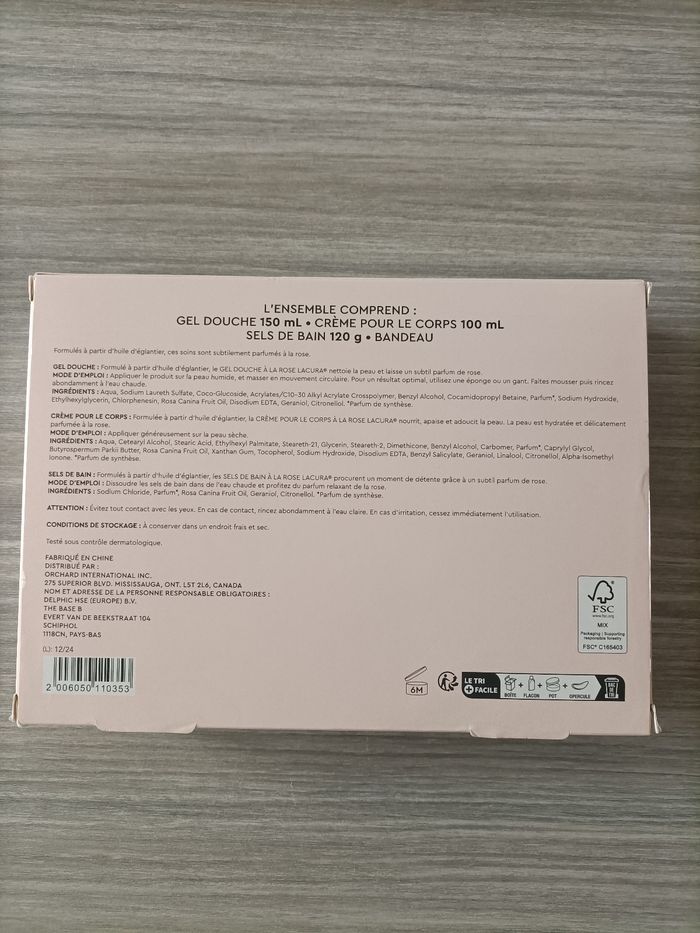 L'ENSEMBLE COMPREND :
GEL DOUCHE 150 mL • CRÈME POUR LE CORPS 100 mL
SELS DE BAIN 120 g • BANDEAU
Formulés à partir d'huile d'églantier, ces soins sont subtilement parfumés à la rose.
GEL DOUCHE : Formulé à partir d'huile d'églantier, le GEL DOUCHE À LA ROSE LACURA® nettoie la peau et laisse un subtil parfum de rose.
MODE D'EMPLOI : Appliquer le produit sur la peau humide, et masser en mouvement circulaire. Pour un résultat optimal, utilisez une éponge ou un gant. Faites mousser puis rincez
abondamment à l'eau chaude.
INGRÉDIENTS : Aqua, Sodium Laureth Sulfate, Coco-Glucoside, Acrylates/C10-30 Alkyl Acrylate Crosspolymer, Benzyl Alcohol, Cocamidopropyl Betaine, Parfum*, Sodium Hydroxide,
Ethylhexylglycerin, Chlorphenesin, Rosa Canina Fruit Oil, Disodium EDTA, Geraniol, Citronellol. *Parfum de synthèse.
CRÈME POUR LE CORPS : Formulée à partir d'huile d'églantier, la CRÈME POUR LE CORPS À LA ROSE LACURA® nourrit, apaise et adoucit la peau. La peau est hydratée et délicatement
parfumée à la rose.
MODE D'EMPLOI : Appliquer généreusement sur la peau sèche.
INGRÉDIENTS : Aqua, Cetearyl Alcohol, Stearic Acid, Ethylhexyl Palmitate, Steareth-21, Glycerin, Steareth-2, Dimethicone, Benzyl Alcohol, Carbomer, Parfum*, Caprylyl Glycol,
Butyrospermum Parkii Butter, Rosa Canina Fruit Oil, Xanthan Gum, Tocopherol, Sodium Hydroxide, Disodium EDTA, Benzyl Salicylate, Geraniol, Linalool, Citronellol, Alpha-Isomethyl
Ionone. *Parfum de synthèse.
SELS DE BAIN : Formulés à partir d'huile d'églantier, les SELS DE BAIN À LA ROSE LACURA® procurent un moment de détente grâce à un subtil parfum de rose.
MODE D'EMPLOI : Dissoudre les sels de bain dans de l'eau chaude et profitez du parfum relaxant de la rose.
INGRÉDIENTS : Sodium Chloride, Parfum*, Rosa Canina Fruit Oil, Geraniol, Citronellol. *Parfum de synthèse.
ATTENTION : Évitez tout contact avec les yeux. En cas de contact, rincez abondamment à l'eau claire. En cas d'irritation, cessez immédiatement l'utilisation.
CONDITIONS DE STOCKAGE : À conserver dans un endroit frais et sec.
Testé sous contrôle dermatologique.
FABRIQUÉ EN CHINE
DISTRIBUÉ PAR :
ORCHARD INTERNATIONAL INC.
275 SUPERIOR BLVD. MISSISSAUGA, ONT. L5T 2L6, CANADA
NOM ET ADRESSE DE LA PERSONNE RESPONSABLE OBLIGATOIRES :
DELPHIC HSE (EUROPE) B.V.
THE BASE B
EVERT VAN DE BEEKSTRAAT 104
SCHIPHOL
1118CN, PAYS-BAS
(L): 12/24
2 006050 110353
FSC
www.fsc.org
MIX
Packaging | Supporting
responsible forestry
FSC® C165403
6M
LE TRI
+ FACILE
BOÎTE + FLACON + POT + OPERCULE
BAC DE TRI